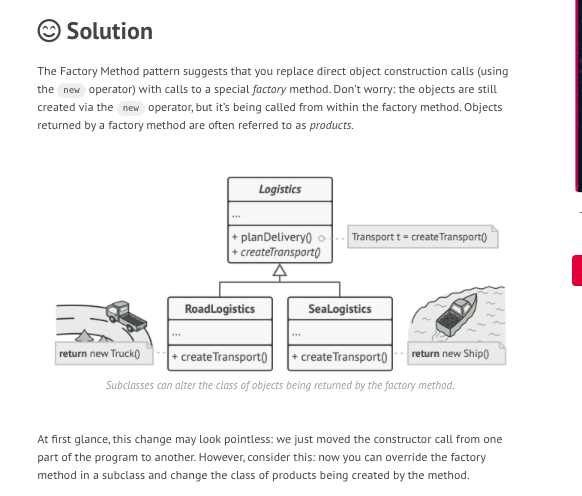 Solution
The Factory Method pattern suggests that you replace direct object construction calls (using
the new operator) with calls to a special factory method. Don't worry: the objects are still
created via the new operator, but it's being called from within the factory method. Objects
returned by a factory method are often referred to as products.
Logistics
...
+ planDelivery()
+ createTransport()
Transport t = createTransport()
RoadLogistics
...
+ createTransport()
return new Truck()
SeaLogistics
...
+ createTransport()
return new Ship()
Subclasses can alter the class of objects being returned by the factory method.
At first glance, this change may look pointless: we just moved the constructor call from one
part of the program to another. However, consider this: now you can override the factory
method in a subclass and change the class of products being created by the method.